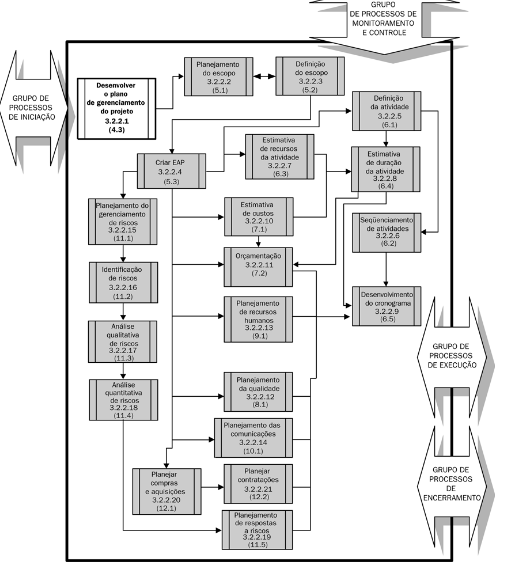 GRUPO
DE PROCESSOS DE
MONITORAMENTO
E CONTROLE
GRUPO DE
PROCESSOS
DE INICIAÇÃO
Desenvolver
o plano
de gerenciamento
do projeto
3.2.2.1
(4.3)
Planejamento
do escopo
3.2.2.2
(5.1)
Definição
do escopo
3.2.2.3
(5.2)
Definição
da atividade
3.2.2.5
(6.1)
Criar EAP
3.2.2.4
(5.3)
Estimativa
de recursos
da atividade
3.2.2.7
(6.3)
Estimativa
de duração
da atividade
3.2.2.8
(6.4)
Planejamento do
gerenciamento
de riscos
3.2.2.15
(11.1)
Estimativa
de custos
3.2.2.10
(7.1)
Seqüenciamento
de atividades
3.2.2.6
(6.2)
Identificação
de riscos
3.2.2.16
(11.2)
Orçamentação
3.2.2.11
(7.2)
Planejamento
de recursos
humanos
3.2.2.13
(9.1)
Desenvolvimento
do cronograma
3.2.2.9
(6.5)
Análise
qualitativa
de riscos
3.2.2.17
(11.3)
GRUPO DE
PROCESSOS
DE EXECUÇÃO
Análise
quantitativa
de riscos
3.2.2.18
(11.4)
Planejamento
da qualidade
3.2.2.12
(8.1)
Planejamento das
comunicações
3.2.2.14
(10.1)
Planejar
compras
e aquisições
3.2.2.20
(12.1)
Planejar
contratações
3.2.2.21
(12.2)
GRUPO DE
PROCESSOS
DE
ENCERRAMENTO
Planejamento
de respostas
a riscos
3.2.2.19
(11.5)